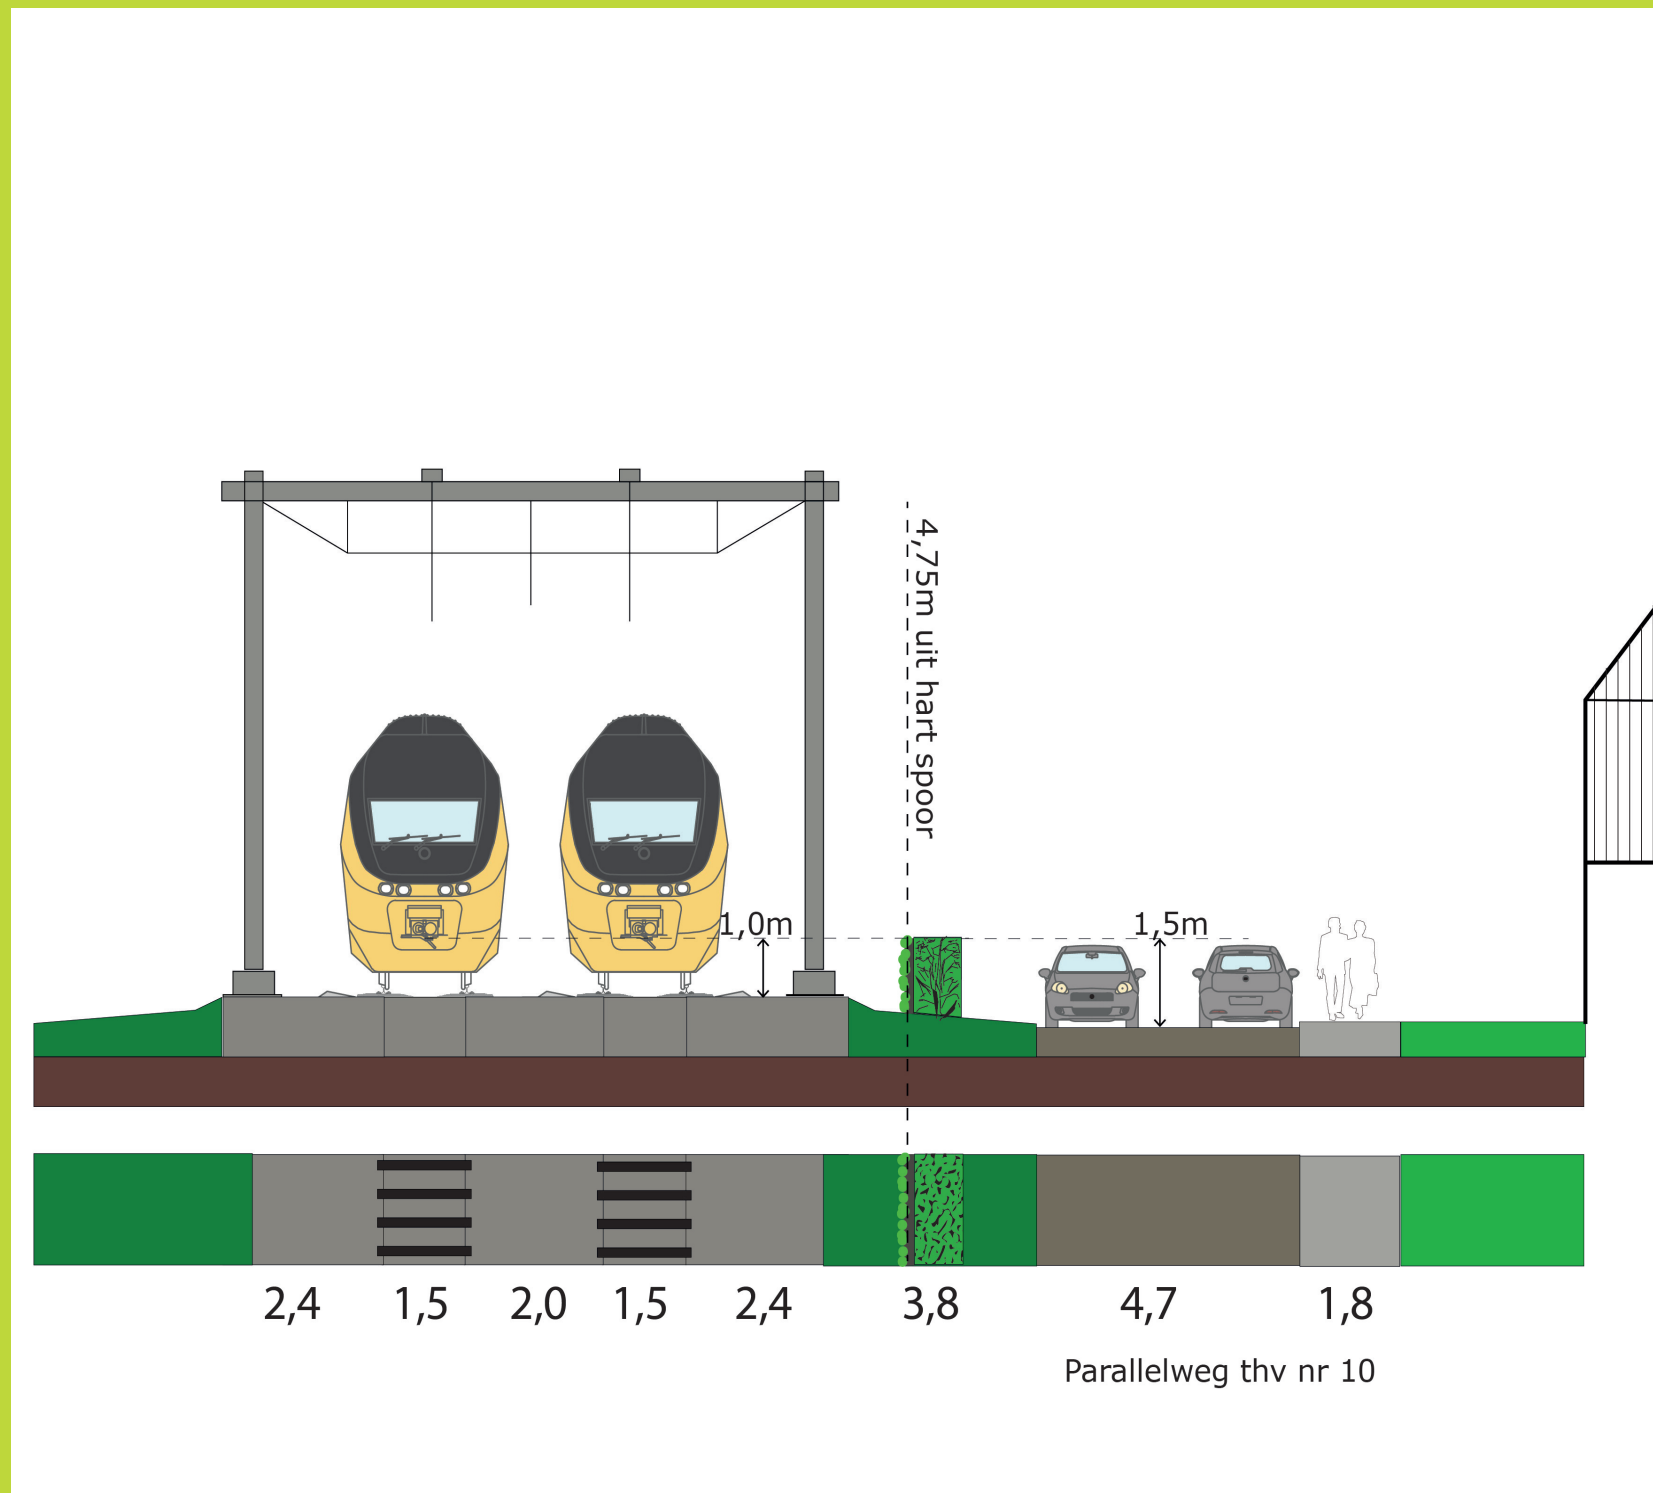 4,75m uit hart spoor
1,0m
1,5m
2,4 1,5 2,0 1,5 2,4 3,8 4,7 1,8
Parallelweg thv nr 10